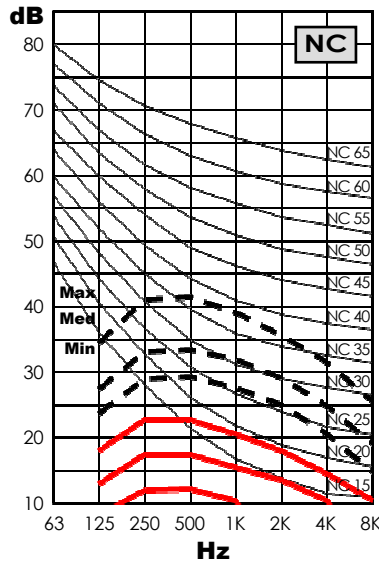 dB
NC
80
70
NC 65
60
NC 60
NC 55
50
NC 50
NC 45
Max
40
NC 40
Med
Min
NC 35
30
NC 30
NC 25
20
NC 20
NC 15
10
63 125 250 500 1K 2K 4K 8K
Hz